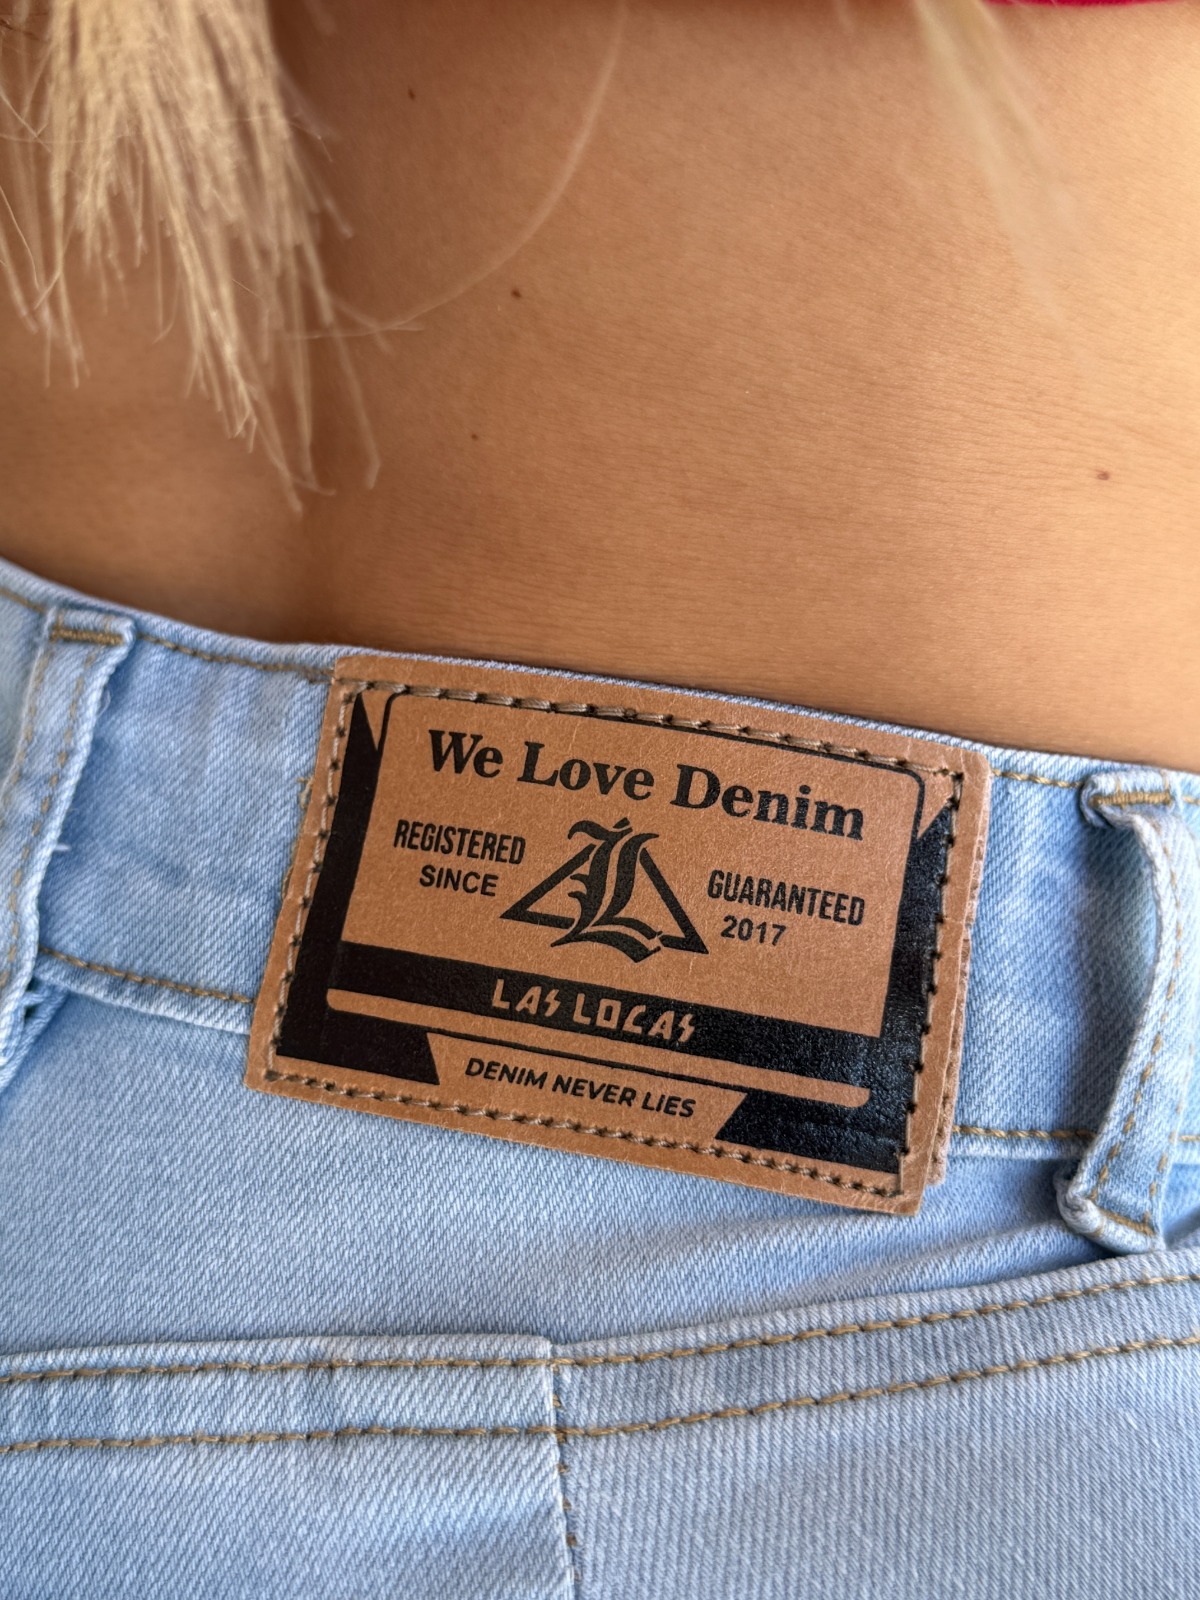 We Love Denim
REGISTERED
SINCE
L
GUARANTEED
2017
LAS LOCAS
DENIM NEVER LIES